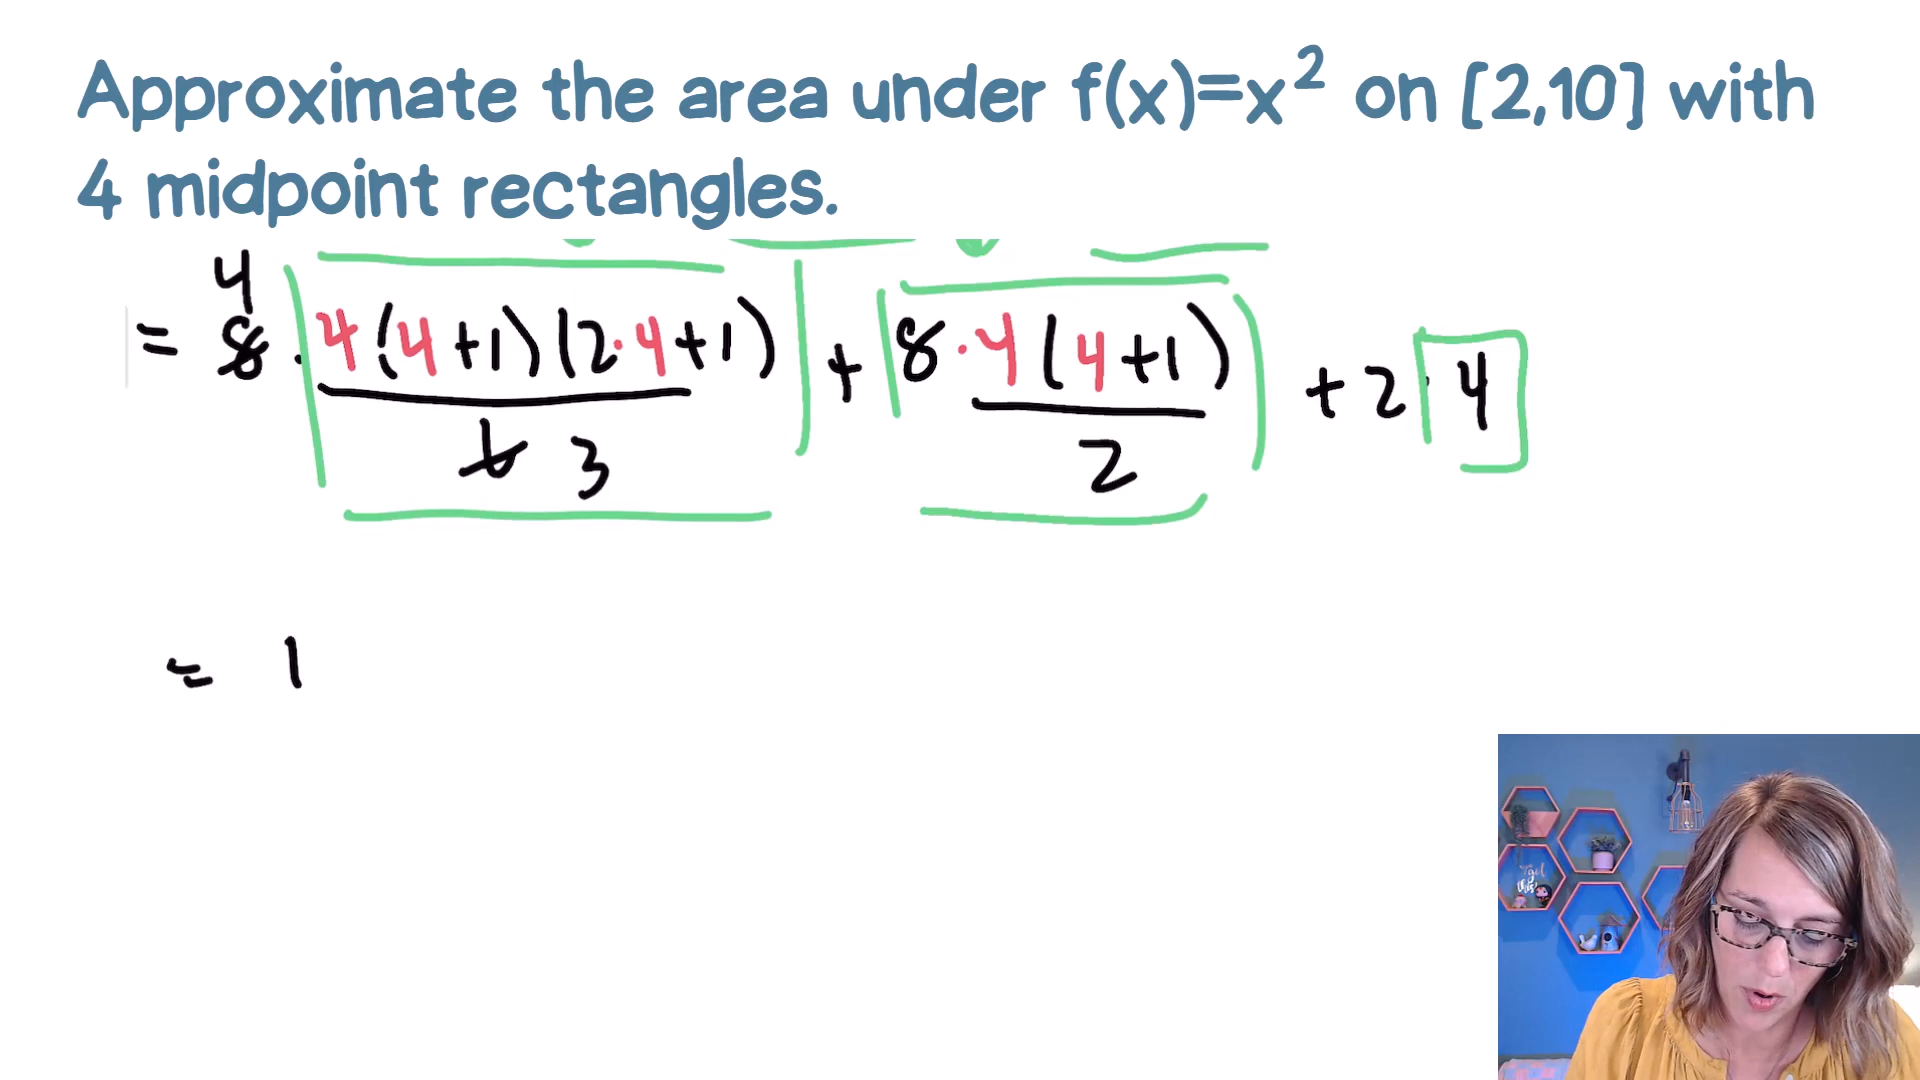 Approximate the area under f(x)=x² on [2,10] with
4 midpoint rectangles.
4
= 8 · 4(4+1)(2·4+1) + 8·4(4+1) + 2·4
6 3 2
= 1